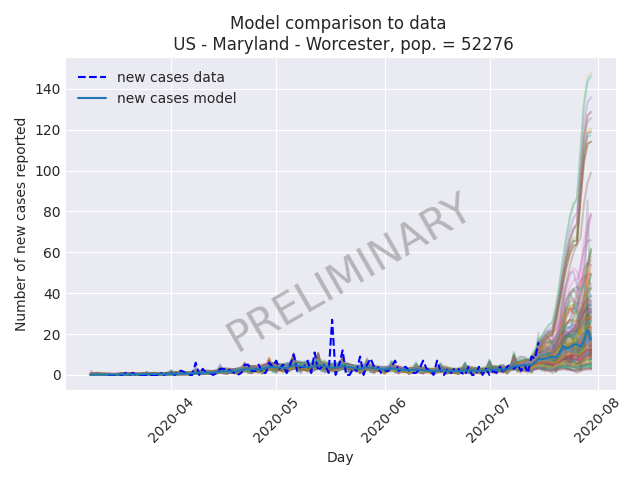 Model comparison to data
US - Maryland - Worcester, pop. = 52276
new cases data
new cases model
PRELIMINARY
Number of new cases reported
140
120
100
80
60
40
20
0
2020-04
2020-05
2020-06
2020-07
2020-08
Day